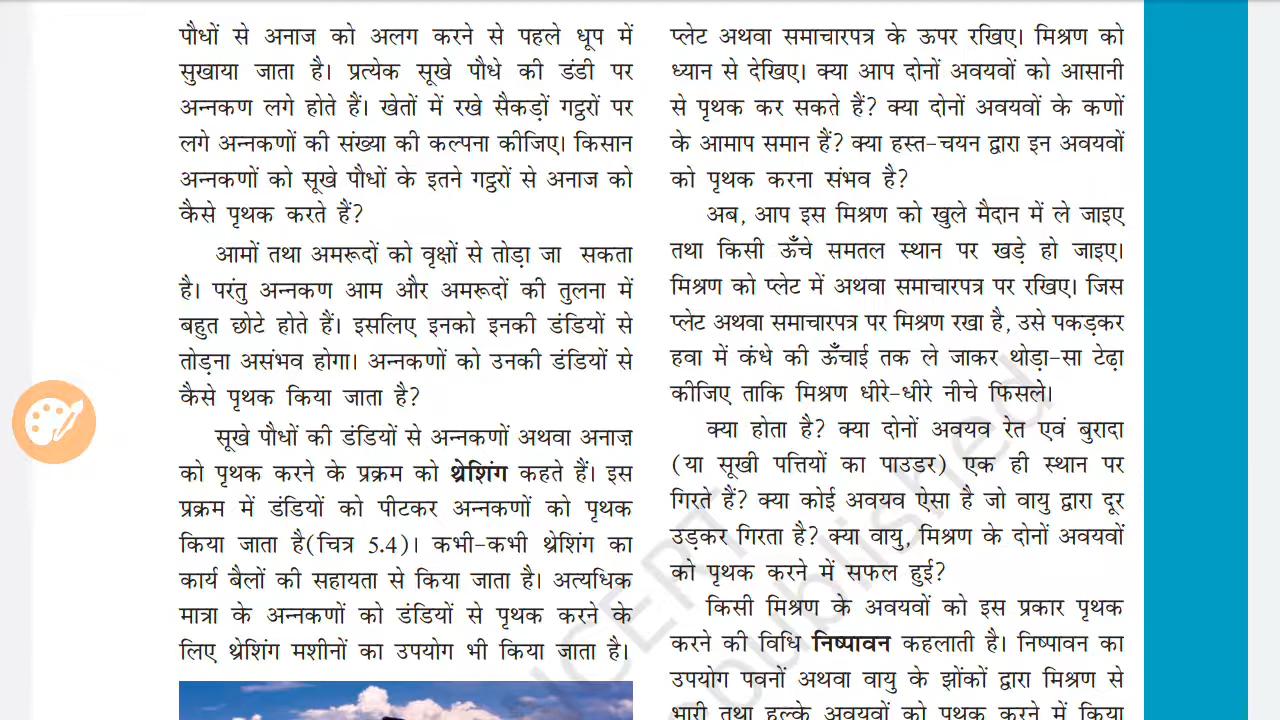 पौधों से अनाज को अलग करने से पहले धूप में
सुखाया जाता है। प्रत्येक सूखे पौधे की डंडी पर
अन्नकण लगे होते हैं। खेतों में रखे सैकड़ों गट्ठरों पर
लगे अन्नकणों की संख्या की कल्पना कीजिए। किसान
अन्नकणों को सूखे पौधों के इतने गट्ठरों से अनाज को
कैसे पृथक करते हैं?
आमों तथा अमरूदों को वृक्षों से तोड़ा जा सकता
है। परंतु अन्नकण आम और अमरूदों की तुलना में
बहुत छोटे होते हैं। इसलिए इनको इनकी डंडियों से
तोड़ना असंभव होगा। अन्नकणों को उनकी डंडियों से
कैसे पृथक किया जाता है?
सूखे पौधों की डंडियों से अन्नकणों अथवा अनाज
को पृथक करने के प्रक्रम को थ्रेशिंग कहते हैं। इस
प्रक्रम में डंडियों को पीटकर अन्नकणों को पृथक
किया जाता है(चित्र 5.4)। कभी-कभी थ्रेशिंग का
कार्य बैलों की सहायता से किया जाता है। अत्यधिक
मात्रा के अन्नकणों को डंडियों से पृथक करने के
लिए थ्रेशिंग मशीनों का उपयोग भी किया जाता है।
प्लेट अथवा समाचारपत्र के ऊपर रखिए। मिश्रण को
ध्यान से देखिए। क्या आप दोनों अवयवों को आसानी
से पृथक कर सकते हैं? क्या दोनों अवयवों के कणों
के आमाप समान हैं? क्या हस्त-चयन द्वारा इन अवयवों
को पृथक करना संभव है?
अब, आप इस मिश्रण को खुले मैदान में ले जाइए
तथा किसी ऊँचे समतल स्थान पर खड़े हो जाइए।
मिश्रण को प्लेट में अथवा समाचारपत्र पर रखिए। जिस
प्लेट अथवा समाचारपत्र पर मिश्रण रखा है, उसे पकड़कर
हवा में कंधे की ऊँचाई तक ले जाकर थोड़ा-सा टेढ़ा
कीजिए ताकि मिश्रण धीरे-धीरे नीचे फिसले।
क्या होता है? क्या दोनों अवयव रेत एवं बुरादा
(या सूखी पत्तियों का पाउडर) एक ही स्थान पर
गिरते हैं? क्या कोई अवयव ऐसा है जो वायु द्वारा दूर
उड़कर गिरता है? क्या वायु, मिश्रण के दोनों अवयवों
को पृथक करने में सफल हुई?
किसी मिश्रण के अवयवों को इस प्रकार पृथक
करने की विधि निष्पावन कहलाती है। निष्पावन का
उपयोग पवनों अथवा वायु के झोंकों द्वारा मिश्रण से
भारी तथा हल्के अवयवों को पृथक करने में किया